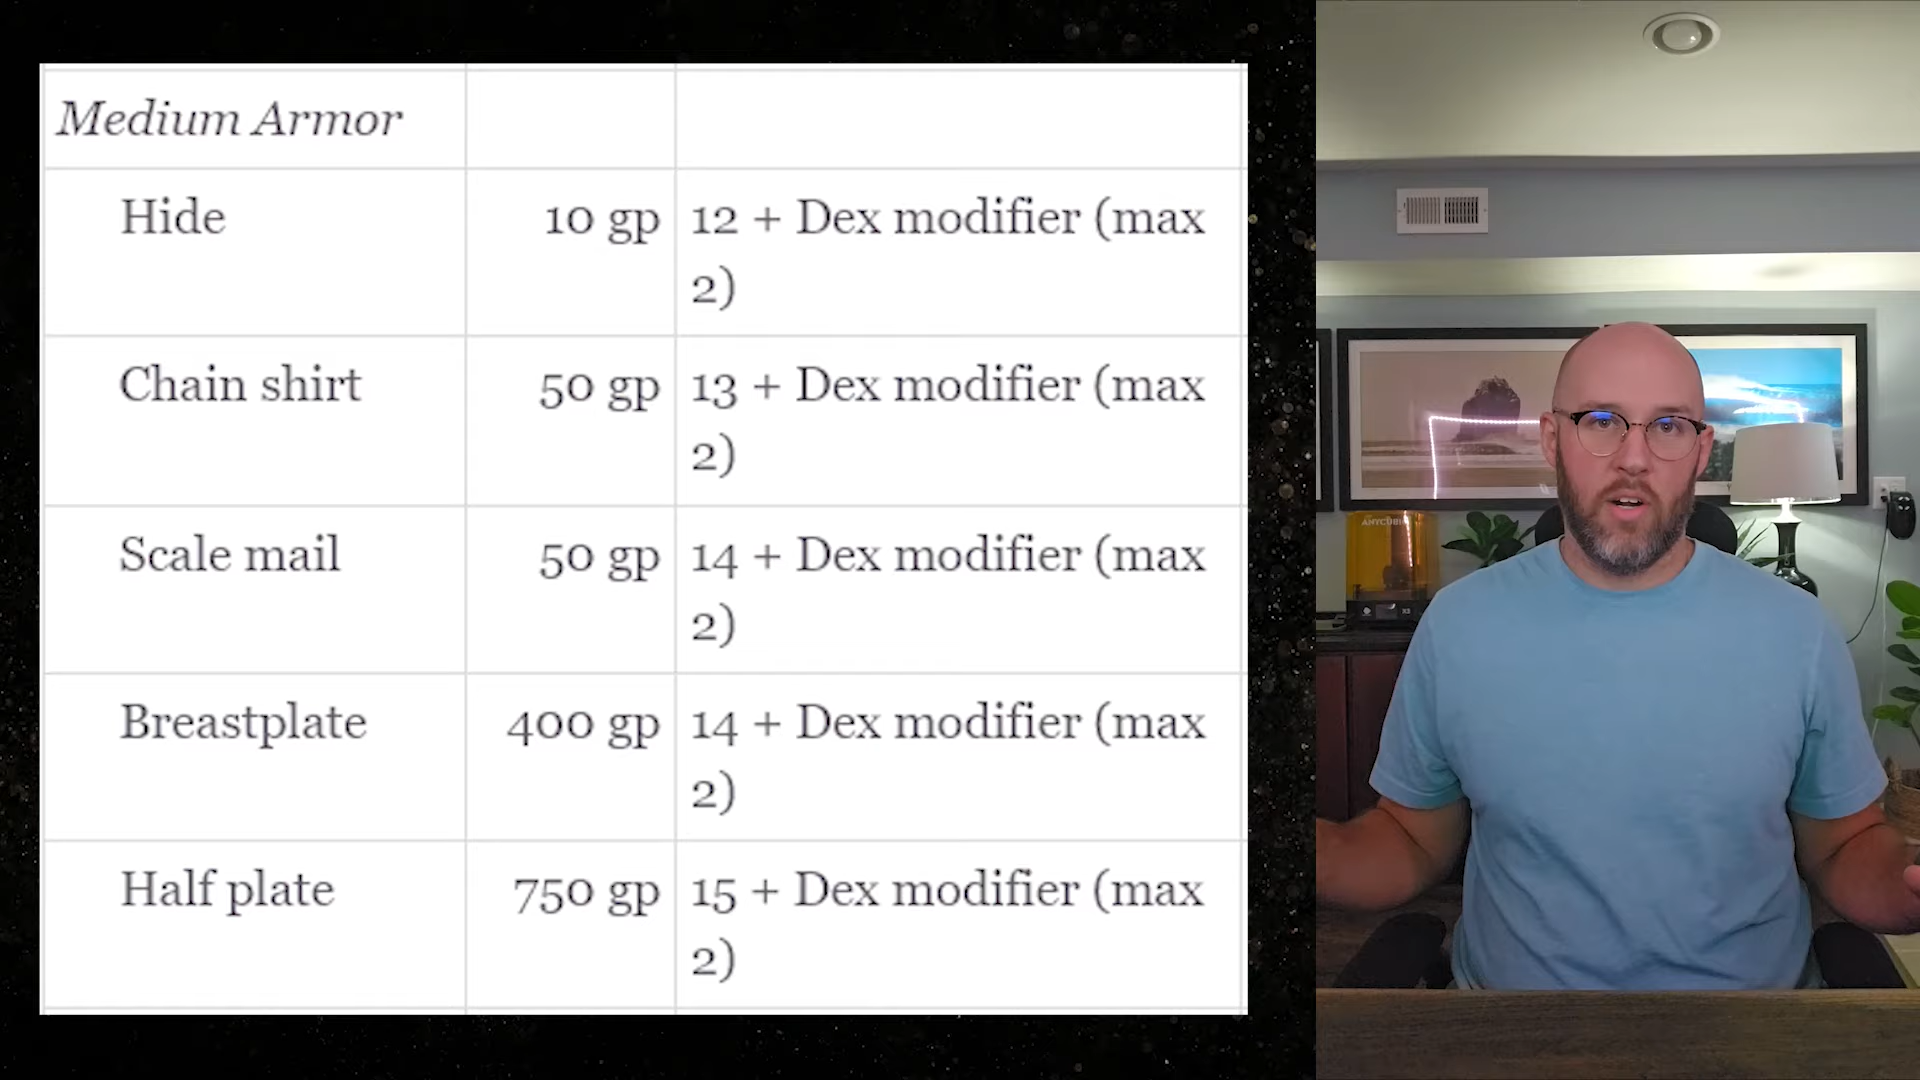 Medium Armor
Hide 10 gp 12 + Dex modifier (max
2)
Chain shirt 50 gp 13 + Dex modifier (max
2)
Scale mail 50 gp 14 + Dex modifier (max
2)
Breastplate 400 gp 14 + Dex modifier (max
2)
Half plate 750 gp 15 + Dex modifier (max
2)
ANYCUBIC